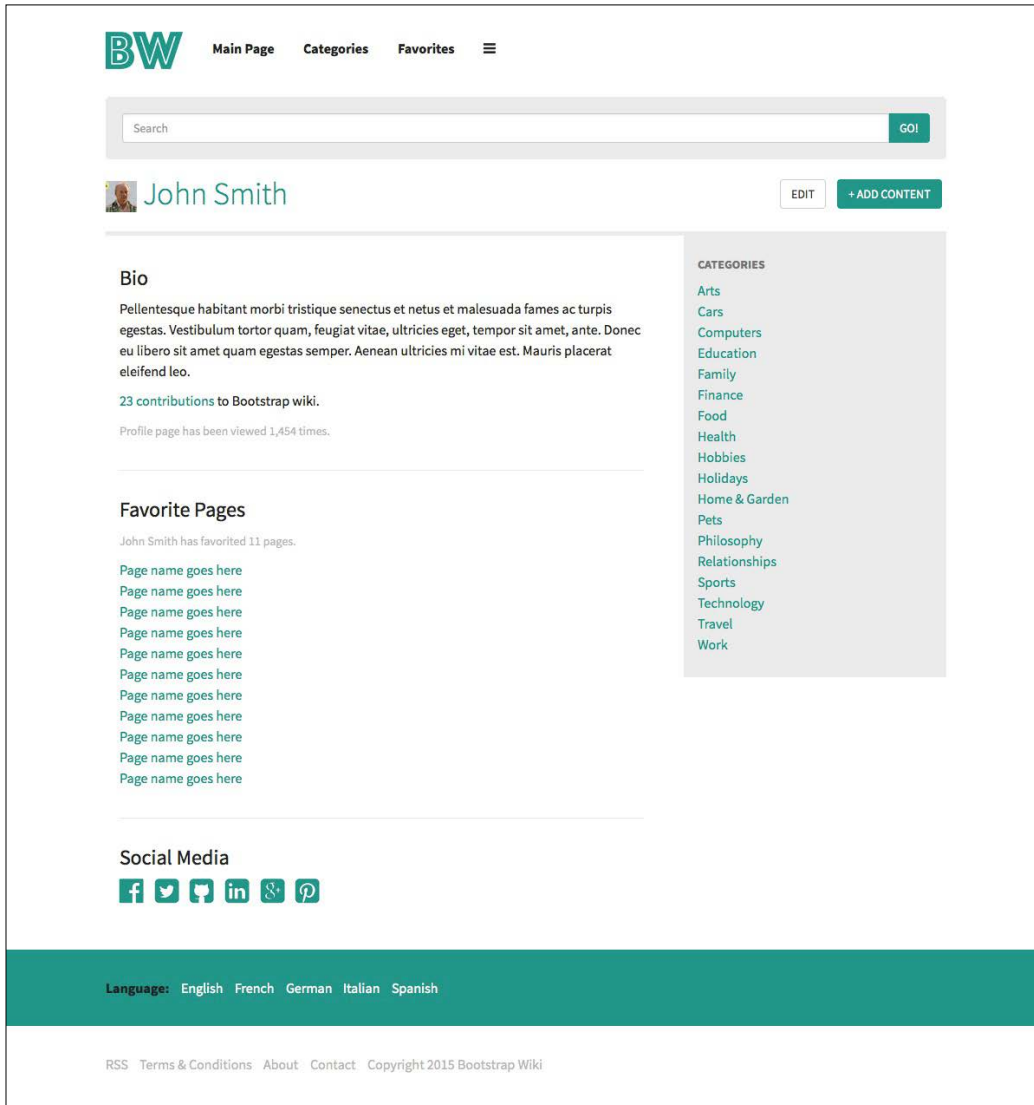 BW
Main Page Categories Favorites
Search GO!
John Smith EDIT + ADD CONTENT
Bio
Pellentesque habitant morbi tristique senectus et netus et malesuada fames ac turpis
egestas. Vestibulum tortor quam, feugiat vitae, ultricies eget, tempor sit amet, ante. Donec
eu libero sit amet quam egestas semper. Aenean ultricies mi vitae est. Mauris placerat
eleifend leo.
23 contributions to Bootstrap wiki.
Profile page has been viewed 1,454 times.
Favorite Pages
John Smith has favorited 11 pages.
Page name goes here
Page name goes here
Page name goes here
Page name goes here
Page name goes here
Page name goes here
Page name goes here
Page name goes here
Page name goes here
Page name goes here
Page name goes here
Social Media
f in 8+ p
CATEGORIES
Arts
Cars
Computers
Education
Family
Finance
Food
Health
Hobbies
Holidays
Home & Garden
Pets
Philosophy
Relationships
Sports
Technology
Travel
Work
Language: English French German Italian Spanish
RSS Terms & Conditions About Contact Copyright 2015 Bootstrap Wiki